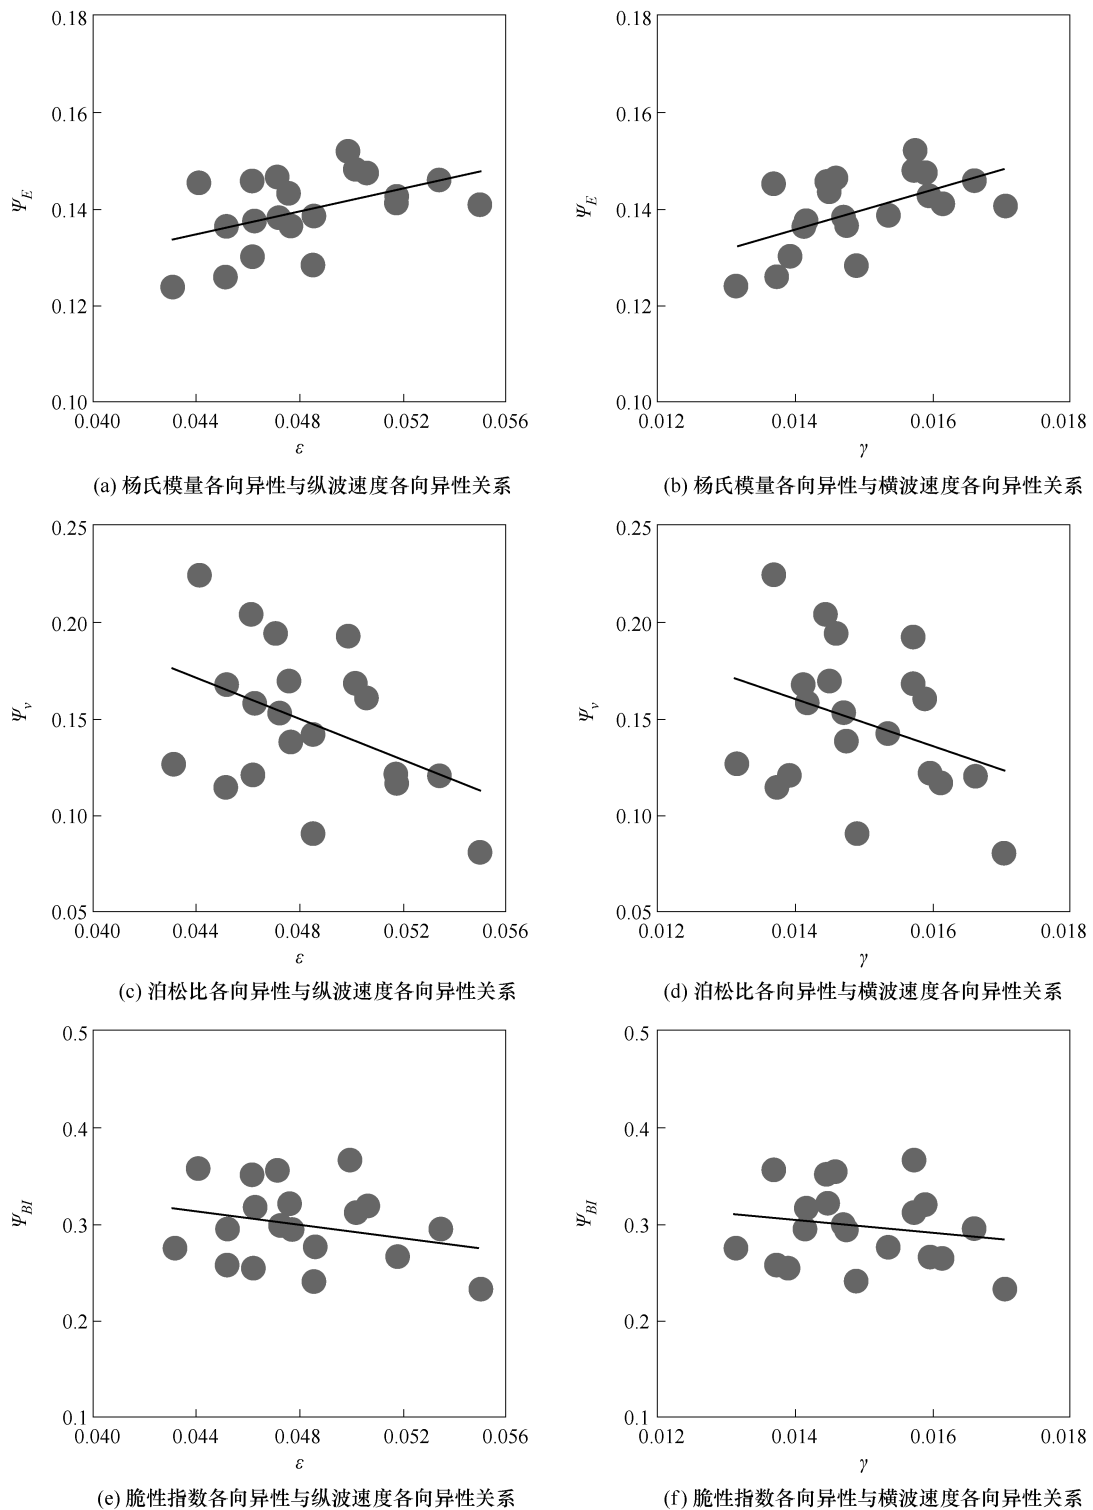 0.18
0.16
0.14
0.12
0.10
Ψ_E
0.040 0.044 0.048 0.052 0.056
ε
(a) 杨氏模量各向异性与纵波速度各向异性关系
0.18
0.16
0.14
0.12
0.10
Ψ_E
0.012 0.014 0.016 0.018
γ
(b) 杨氏模量各向异性与横波速度各向异性关系
0.25
0.20
0.15
0.10
0.05
Ψ_ν
0.040 0.044 0.048 0.052 0.056
ε
(c) 泊松比各向异性与纵波速度各向异性关系
0.25
0.20
0.15
0.10
0.05
Ψ_ν
0.012 0.014 0.016 0.018
γ
(d) 泊松比各向异性与横波速度各向异性关系
0.5
0.4
0.3
0.2
0.1
Ψ_BI
0.040 0.044 0.048 0.052 0.056
ε
(e) 脆性指数各向异性与纵波速度各向异性关系
0.5
0.4
0.3
0.2
0.1
Ψ_BI
0.012 0.014 0.016 0.018
γ
(f) 脆性指数各向异性与横波速度各向异性关系